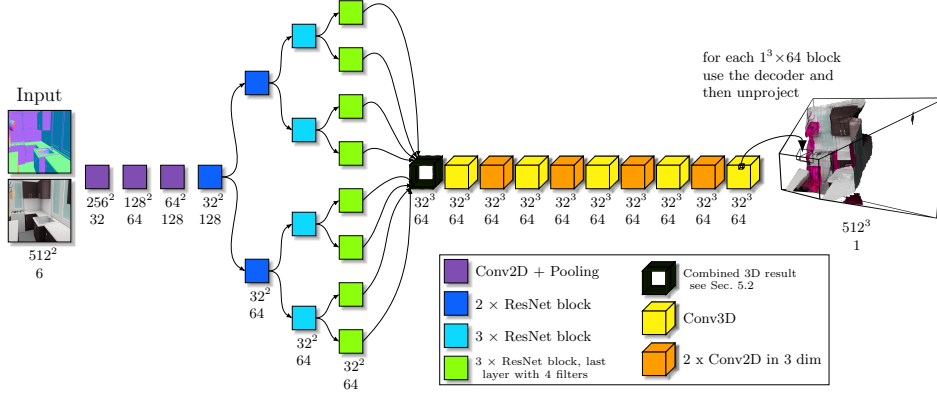 Input
512²
6
256²
32
128²
64
64²
128
32²
128
32²
64
32²
64
32²
64
32³
64
32³
64
32³
64
32³
64
32³
64
32³
64
32³
64
32³
64
32³
64
32³
64
for each 1³×64 block
use the decoder and
then unproject
512³
1
Conv2D + Pooling
2 × ResNet block
3 × ResNet block
3 × ResNet block, last
layer with 4 filters
Combined 3D result
see Sec. 5.2
Conv3D
2 x Conv2D in 3 dim